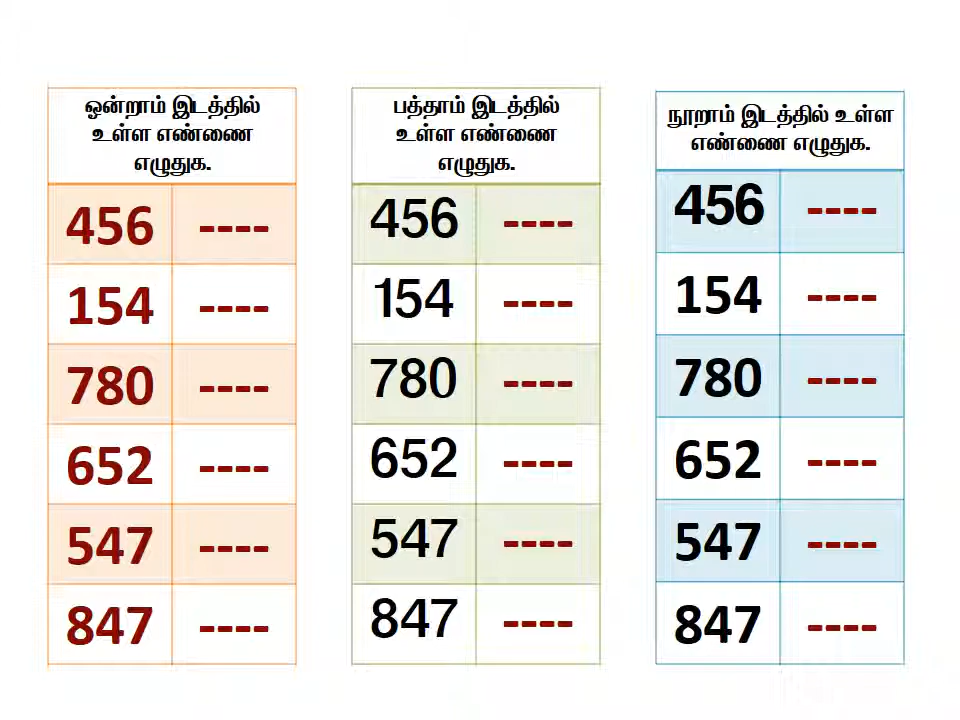 ஓன்றாம் இடத்தில்
உள்ள எண்ணை
எழுதுக.
456 ----
154 ----
780 ----
652 ----
547 ----
847 ----
பத்தாம் இடத்தில்
உள்ள எண்ணை
எழுதுக.
456 ----
154 ----
780 ----
652 ----
547 ----
847 ----
நூறாம் இடத்தில் உள்ள
எண்ணை எழுதுக.
456 ----
154 ----
780 ----
652 ----
547 ----
847 ----